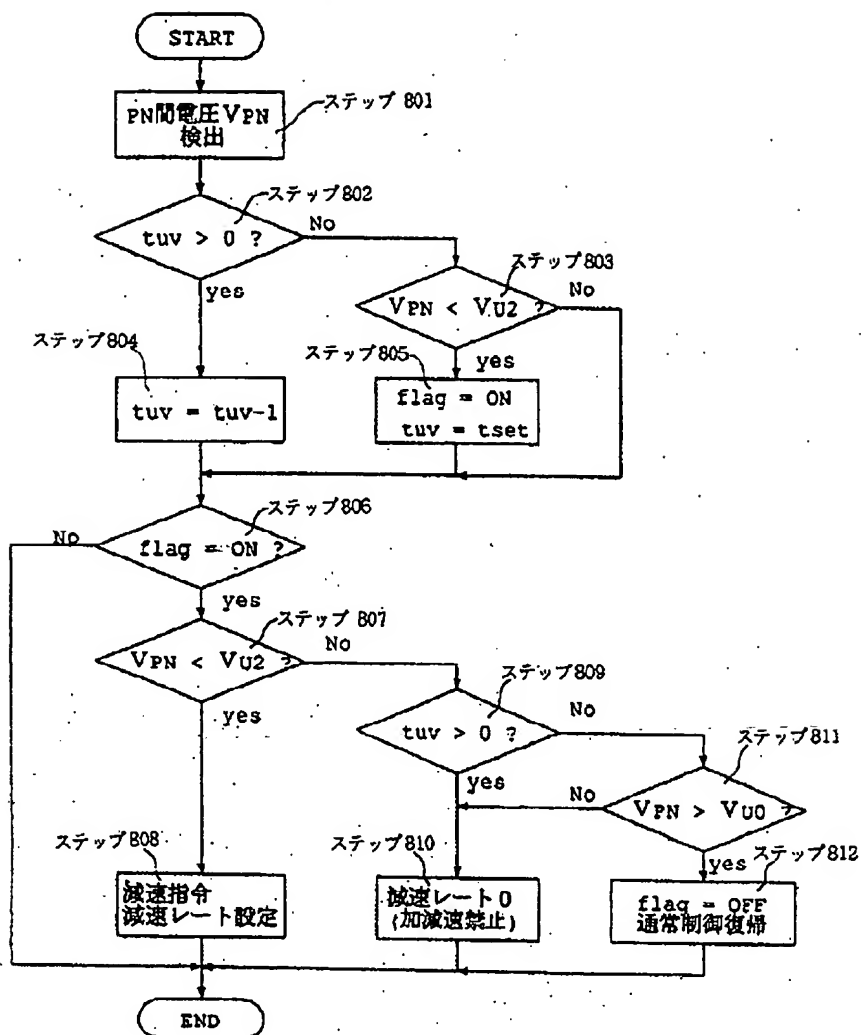 START
PN間電圧VPN
検出
ステップ 801
ステップ802
tuv > 0 ?
No
yes
ステップ803
VPN < VU2 ?
No
yes
ステップ804
tuv = tuv-1
ステップ805
flag = ON
tuv = tset
ステップ806
flag = ON ?
No
yes
ステップ 807
VPN < VU2 ?
No
yes
ステップ809
tuv > 0 ?
No
yes
ステップ811
VPN > VU0 ?
No
yes
ステップ808
減速指令
減速レート設定
ステップ810
減速レート0
(加減速禁止)
ステップ812
flag = OFF
通常制御復帰
END